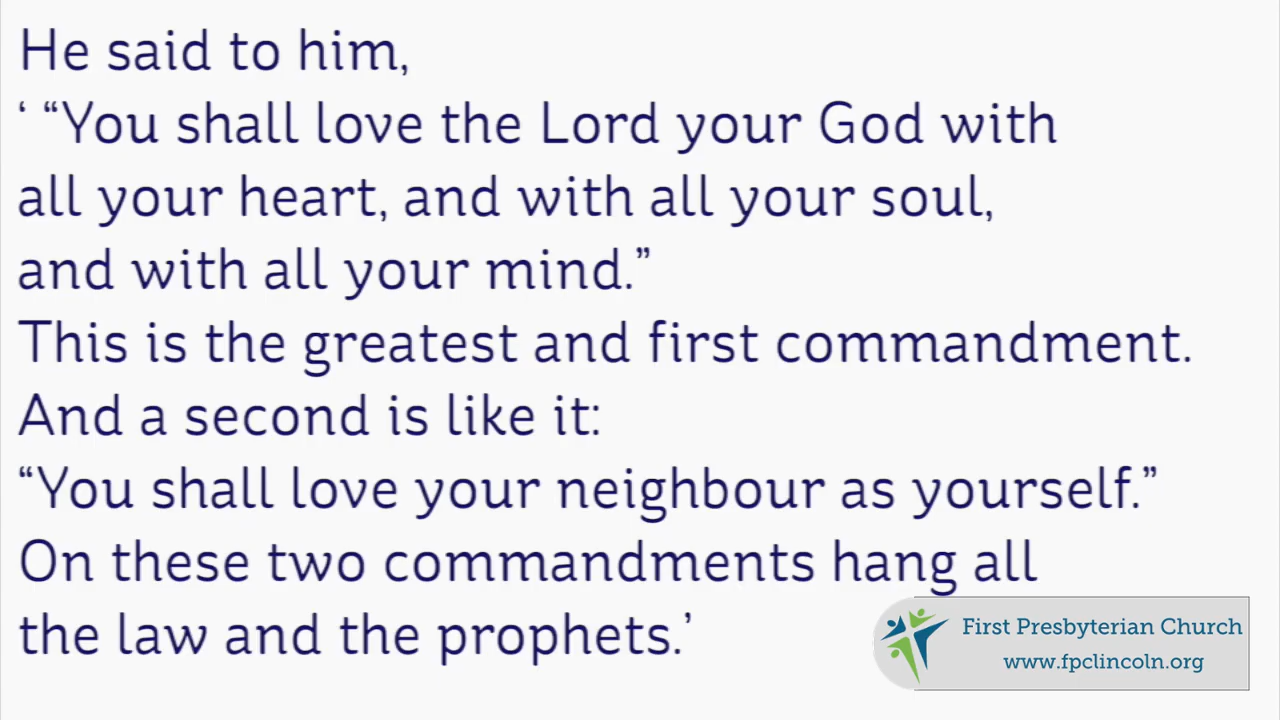 He said to him,
‘ “You shall love the Lord your God with
all your heart, and with all your soul,
and with all your mind.”
This is the greatest and first commandment.
And a second is like it:
“You shall love your neighbour as yourself.”
On these two commandments hang all
the law and the prophets.’
First Presbyterian Church
www.fpclincoln.org